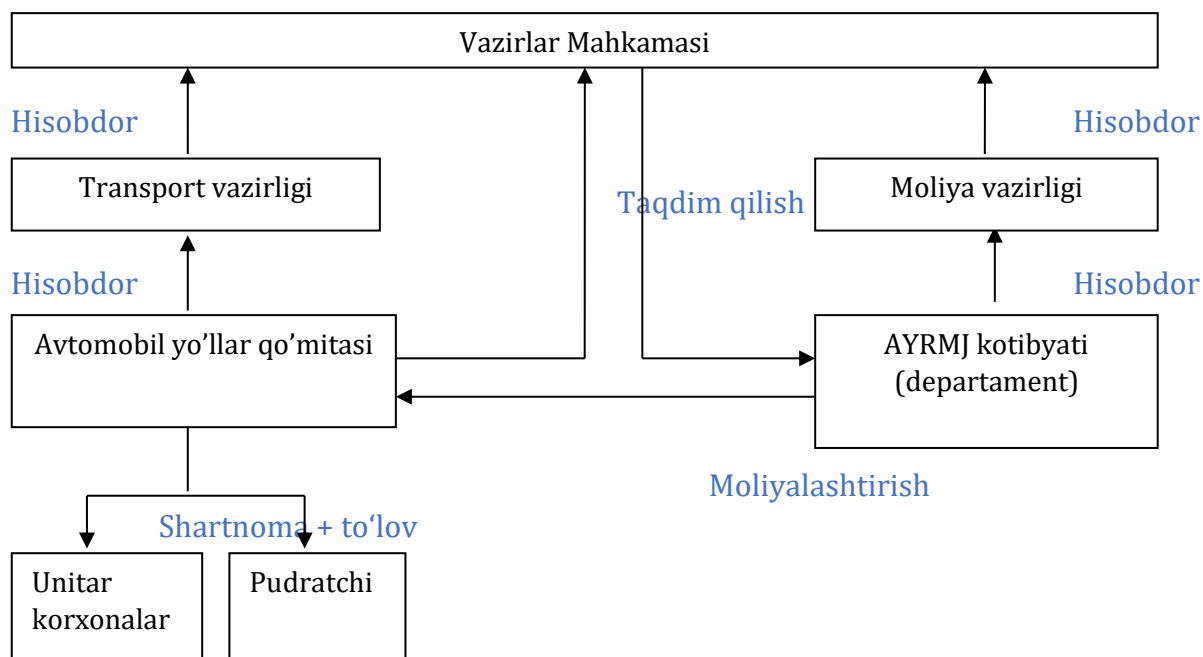 Vazirlar Mahkamasi
Hisobdor
Hisobdor
Transport vazirligi
Taqdim qilish
Moliya vazirligi
Hisobdor
Hisobdor
Avtomobil yo’llar qo’mitasi
AYRMJ kotibyati
(departament)
Moliyalashtirish
Shartnoma + to‘lov
Unitar
korxonalar
Pudratchi